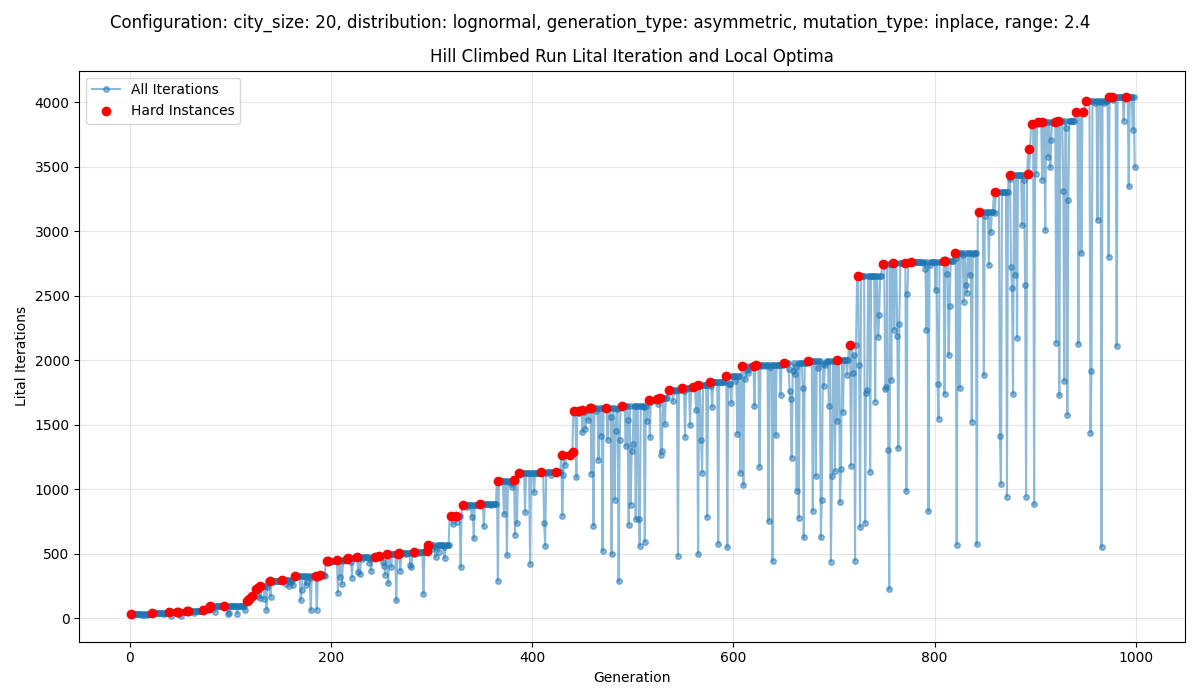 Configuration: city_size: 20, distribution: lognormal, generation_type: asymmetric, mutation_type: inplace, range: 2.4
Hill Climbed Run Lital Iteration and Local Optima
All Iterations
Hard Instances
Lital Iterations
4000
3500
3000
2500
2000
1500
1000
500
0
0
200
400
600
800
1000
Generation